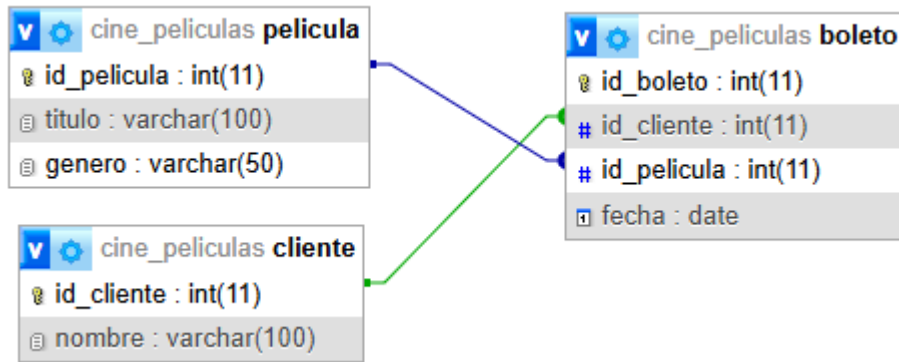 v cine_peliculas pelicula
id_pelicula : int(11)
titulo : varchar(100)
genero : varchar(50)
v cine_peliculas boleto
id_boleto : int(11)
# id_cliente : int(11)
# id_pelicula : int(11)
1 fecha : date
v cine_peliculas cliente
id_cliente : int(11)
nombre : varchar(100)